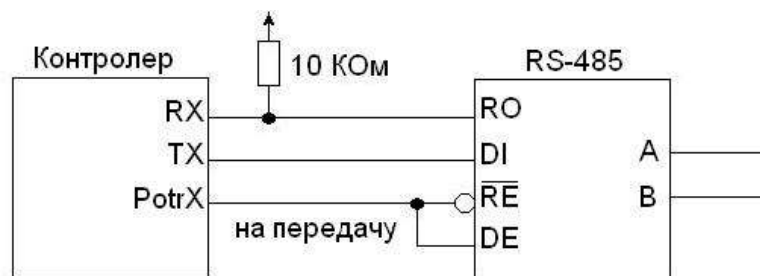 Контролер
10 КОм
RS-485
RX
RO
TX
DI
A
PotrX
RE
B
на передачу
DE